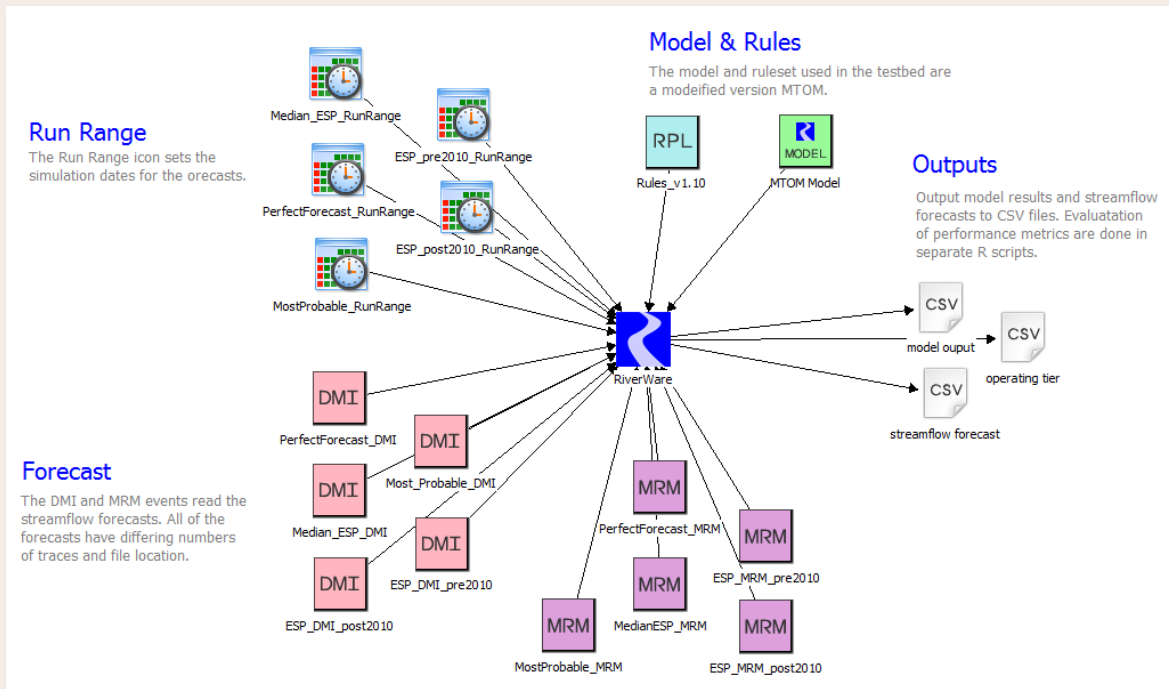 Run Range
The Run Range icon sets the
simulation dates for the orecasts.
Median_ESP_RunRange
ESP_pre2010_RunRange
PerfectForecast_RunRange
ESP_post2010_RunRange
MostProbable_RunRange
Model & Rules
The model and ruleset used in the testbed are
a modeified version MTOM.
RPL
Rules_v1.10
MODEL
MTOM Model
Outputs
Output model results and streamflow
forecasts to CSV files. Evaluatation
of performance metrics are done in
separate R scripts.
CSV
model ouput
CSV
operating tier
CSV
streamflow forecast
RiverWare
Forecast
The DMI and MRM events read the
streamflow forecasts. All of the
forecasts have differing numbers
of traces and file location.
DMI
PerfectForecast_DMI
DMI
Most_Probable_DMI
DMI
Median_ESP_DMI
DMI
ESP_DMI_pre2010
DMI
ESP_DMI_post2010
MRM
PerfectForecast_MRM
MRM
ESP_MRM_pre2010
MRM
MedianESP_MRM
MRM
MostProbable_MRM
MRM
ESP_MRM_post2010